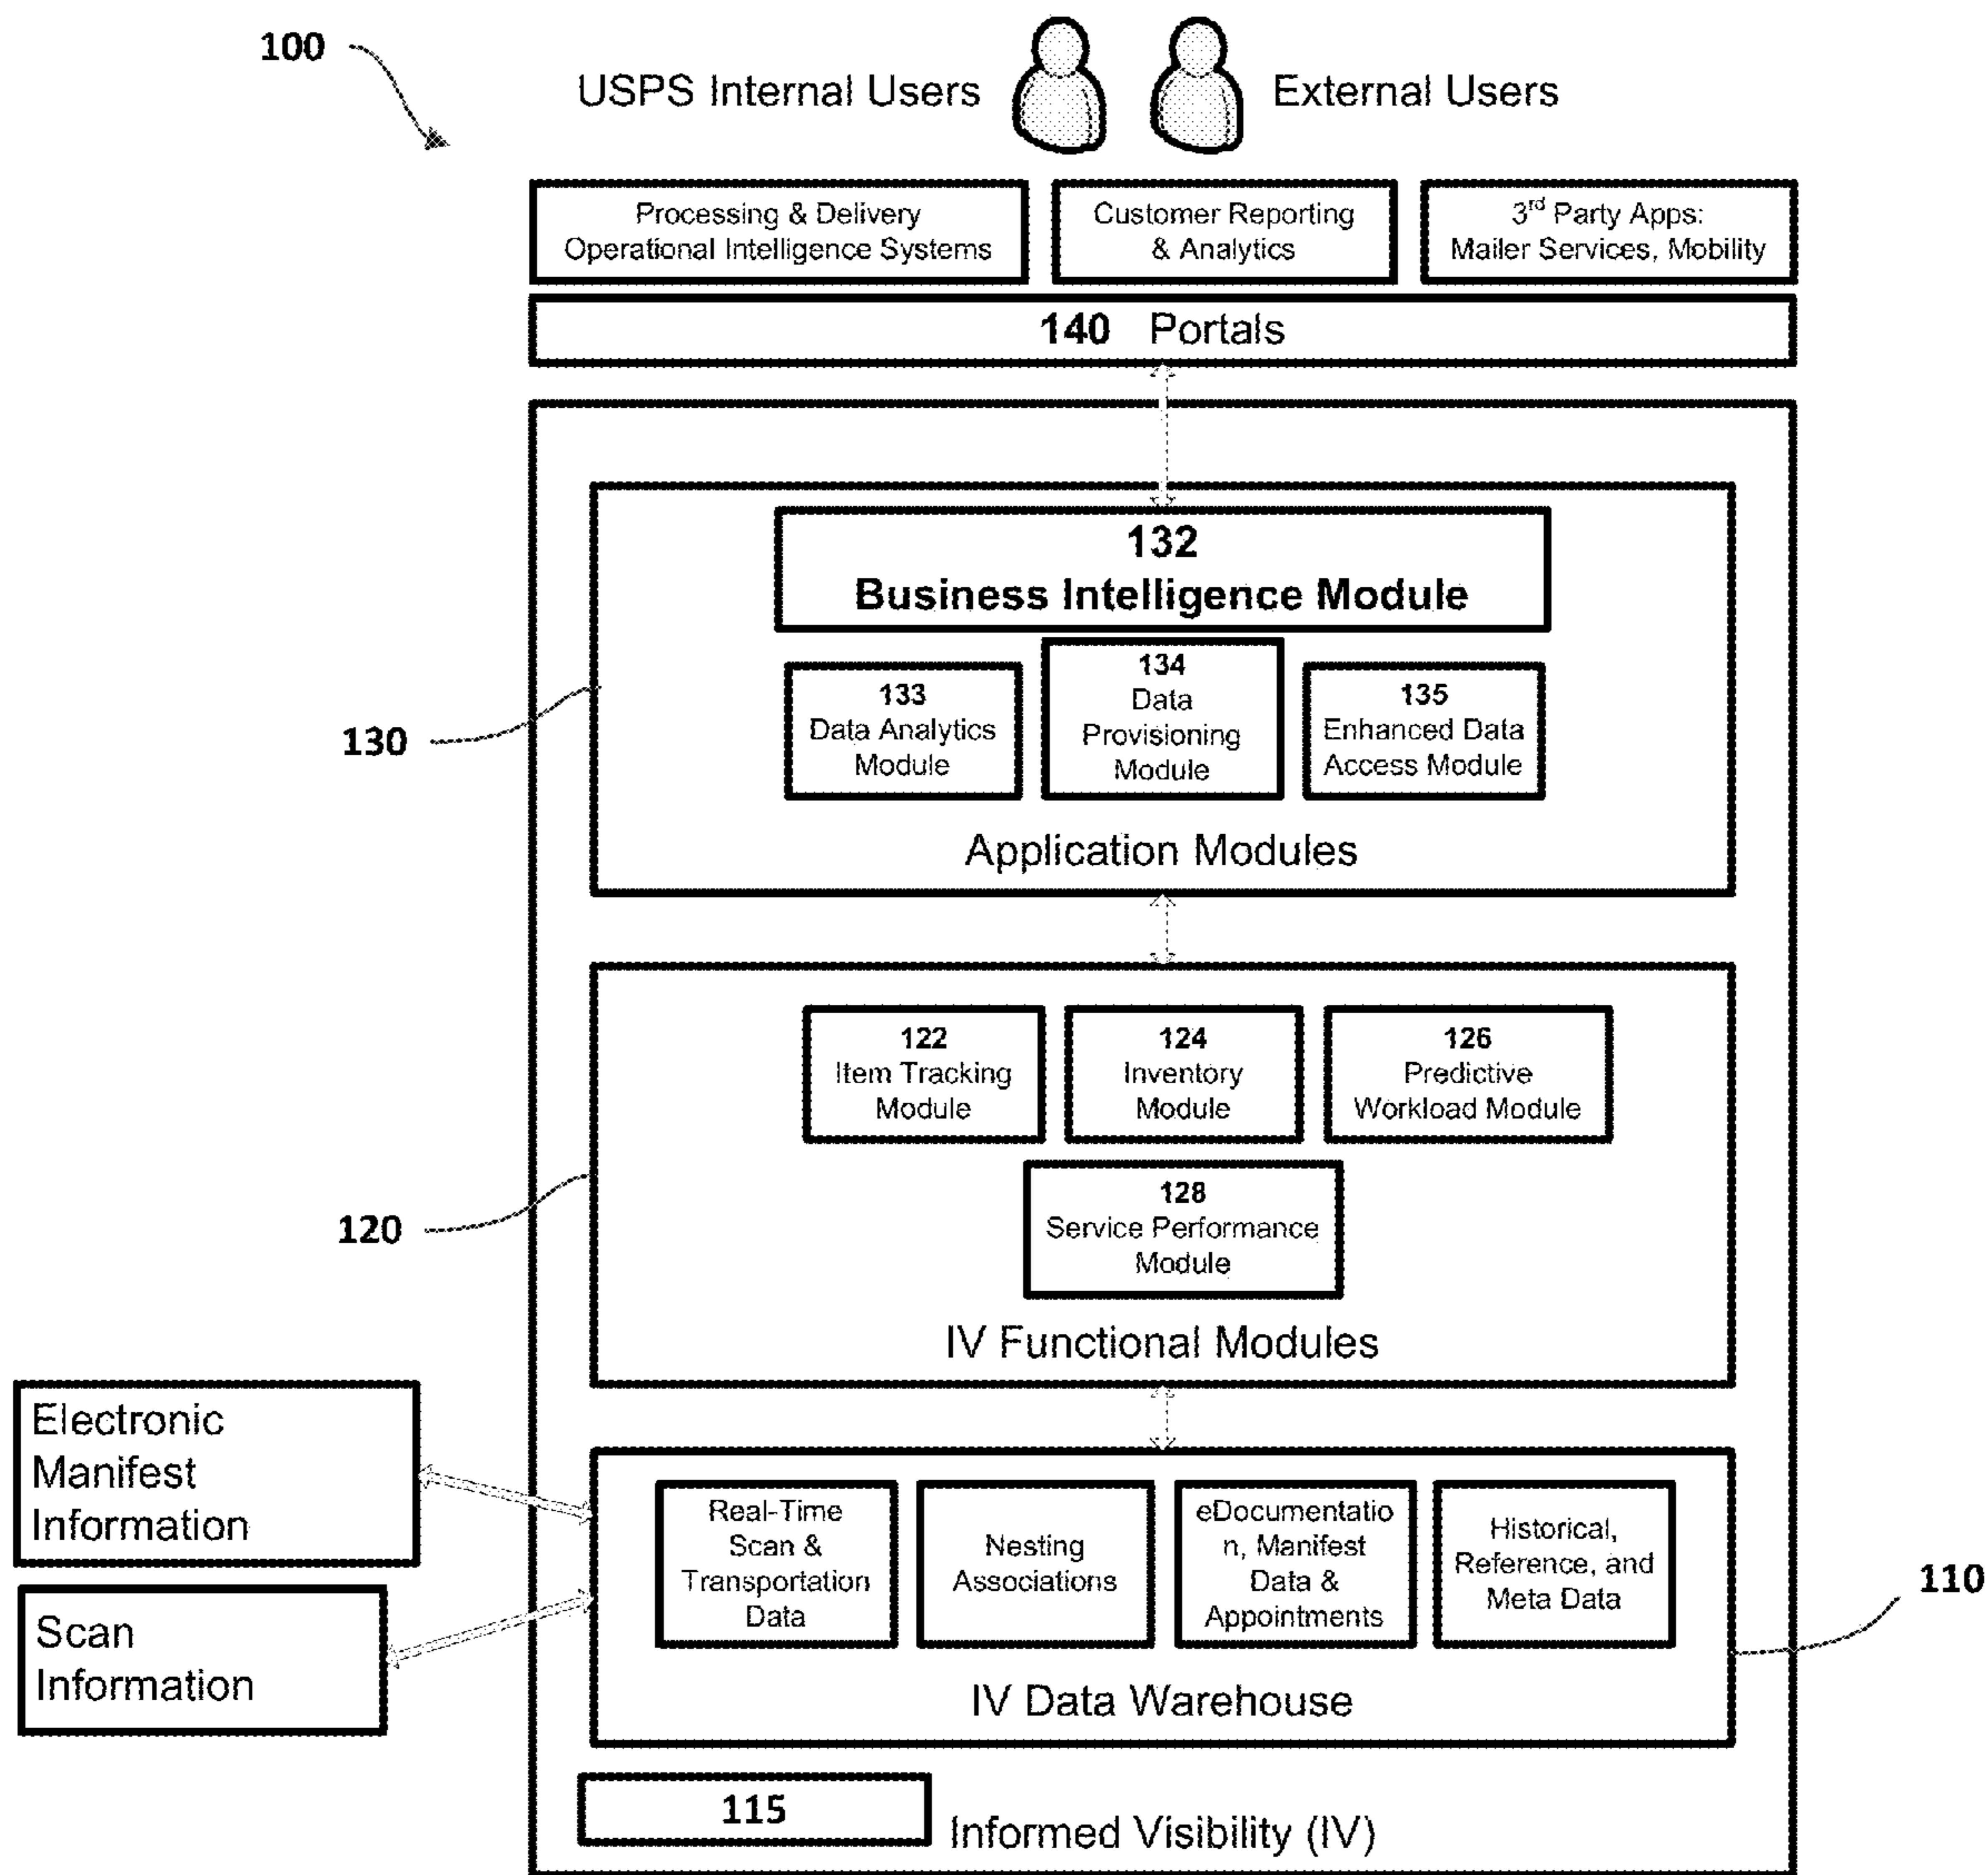 100
USPS Internal Users
External Users
Processing & Delivery
Operational Intelligence Systems
Customer Reporting
& Analytics
3rd Party Apps:
Mailer Services, Mobility
140 Portals
132
Business Intelligence Module
133
Data Analytics
Module
134
Data
Provisioning
Module
135
Enhanced Data
Access Module
130
Application Modules
122
Item Tracking
Module
124
Inventory
Module
126
Predictive
Workload Module
128
Service Performance
Module
120
IV Functional Modules
Electronic
Manifest
Information
Scan
Information
Real-Time
Scan &
Transportation
Data
Nesting
Associations
eDocumentatio
n, Manifest
Data &
Appointments
Historical,
Reference, and
Meta Data
110
IV Data Warehouse
115
Informed Visibility (IV)